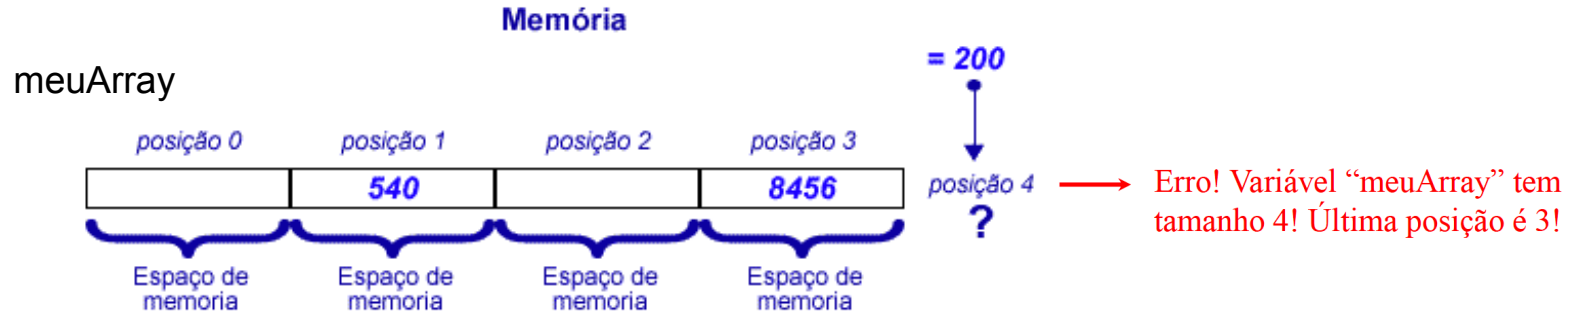 Memória
= 200
meuArray
posição 0 posição 1 posição 2 posição 3
540 8456 posição 4 Erro! Variável “meuArray” tem
? tamanho 4! Última posição é 3!
Espaço de Espaço de Espaço de Espaço de
memoria memoria memoria memoria